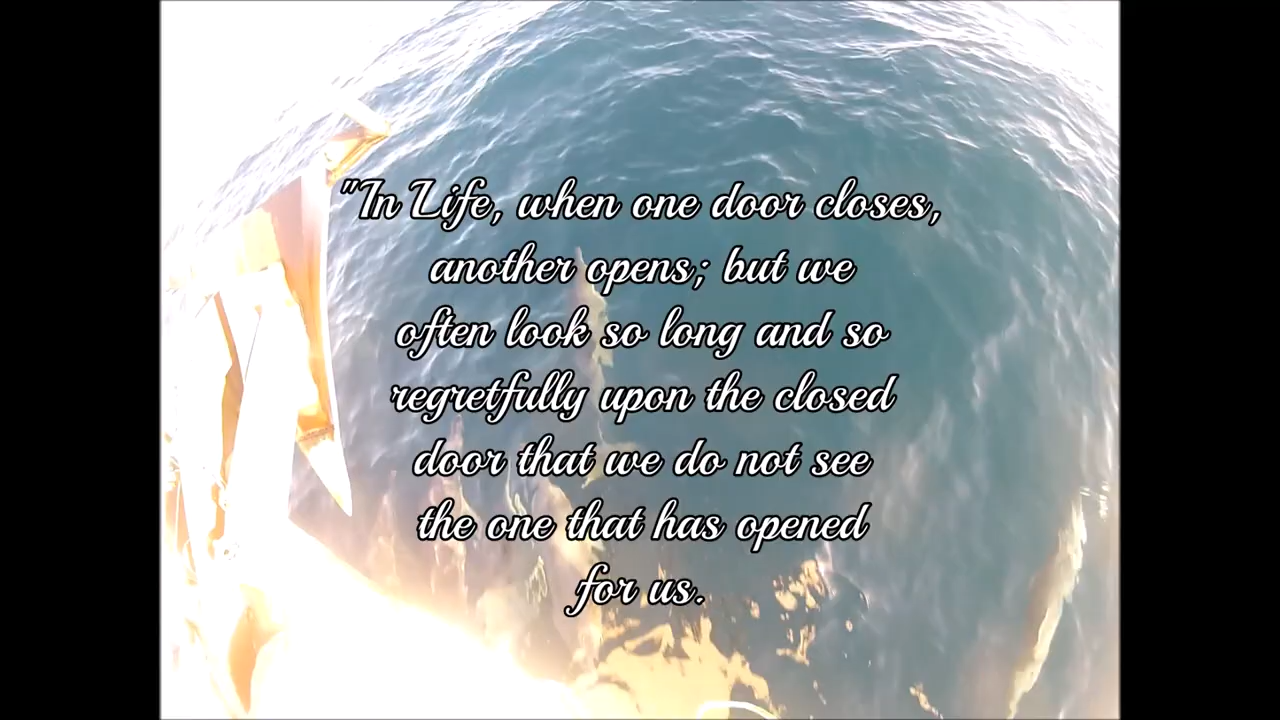 "In Life, when one door closes,
another opens; but we
often look so long and so
regretfully upon the closed
door that we do not see
the one that has opened
for us.